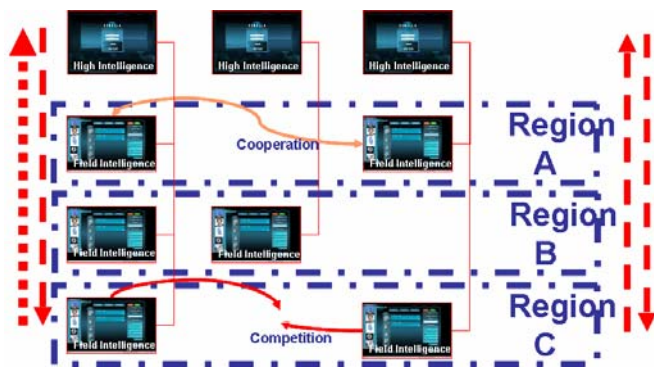 High Intelligence High Intelligence High Intelligence
Field Intelligence Cooperation Field Intelligence Region
A
Field Intelligence Field Intelligence Region
B
Field Intelligence Competition Field Intelligence Region
C